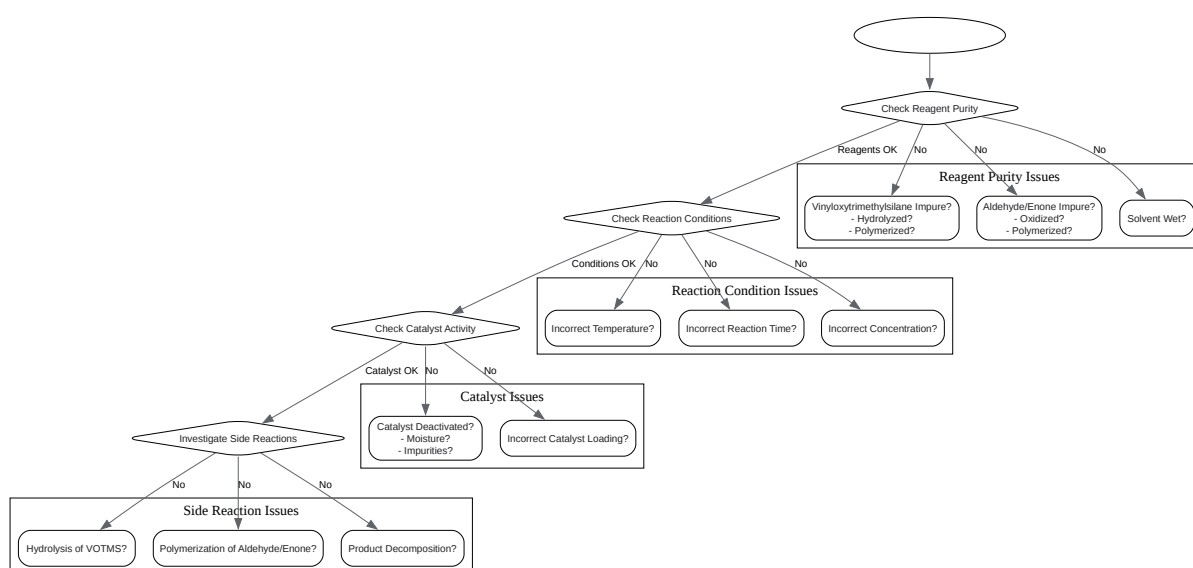 Check Reagent Purity
Reagents OK
No
No
No
Reagent Purity Issues
Vinyloxytrimethylsilane Impure?
- Hydrolyzed?
- Polymerized?
Aldehyde/Enone Impure?
- Oxidized?
- Polymerized?
Solvent Wet?
Check Reaction Conditions
Conditions OK
No
No
No
Reaction Condition Issues
Incorrect Temperature?
Incorrect Reaction Time?
Incorrect Concentration?
Check Catalyst Activity
Catalyst OK
No
No
Catalyst Issues
Catalyst Deactivated?
- Moisture?
- Impurities?
Incorrect Catalyst Loading?
Investigate Side Reactions
No
No
No
Side Reaction Issues
Hydrolysis of VOTMS?
Polymerization of Aldehyde/Enone?
Product Decomposition?